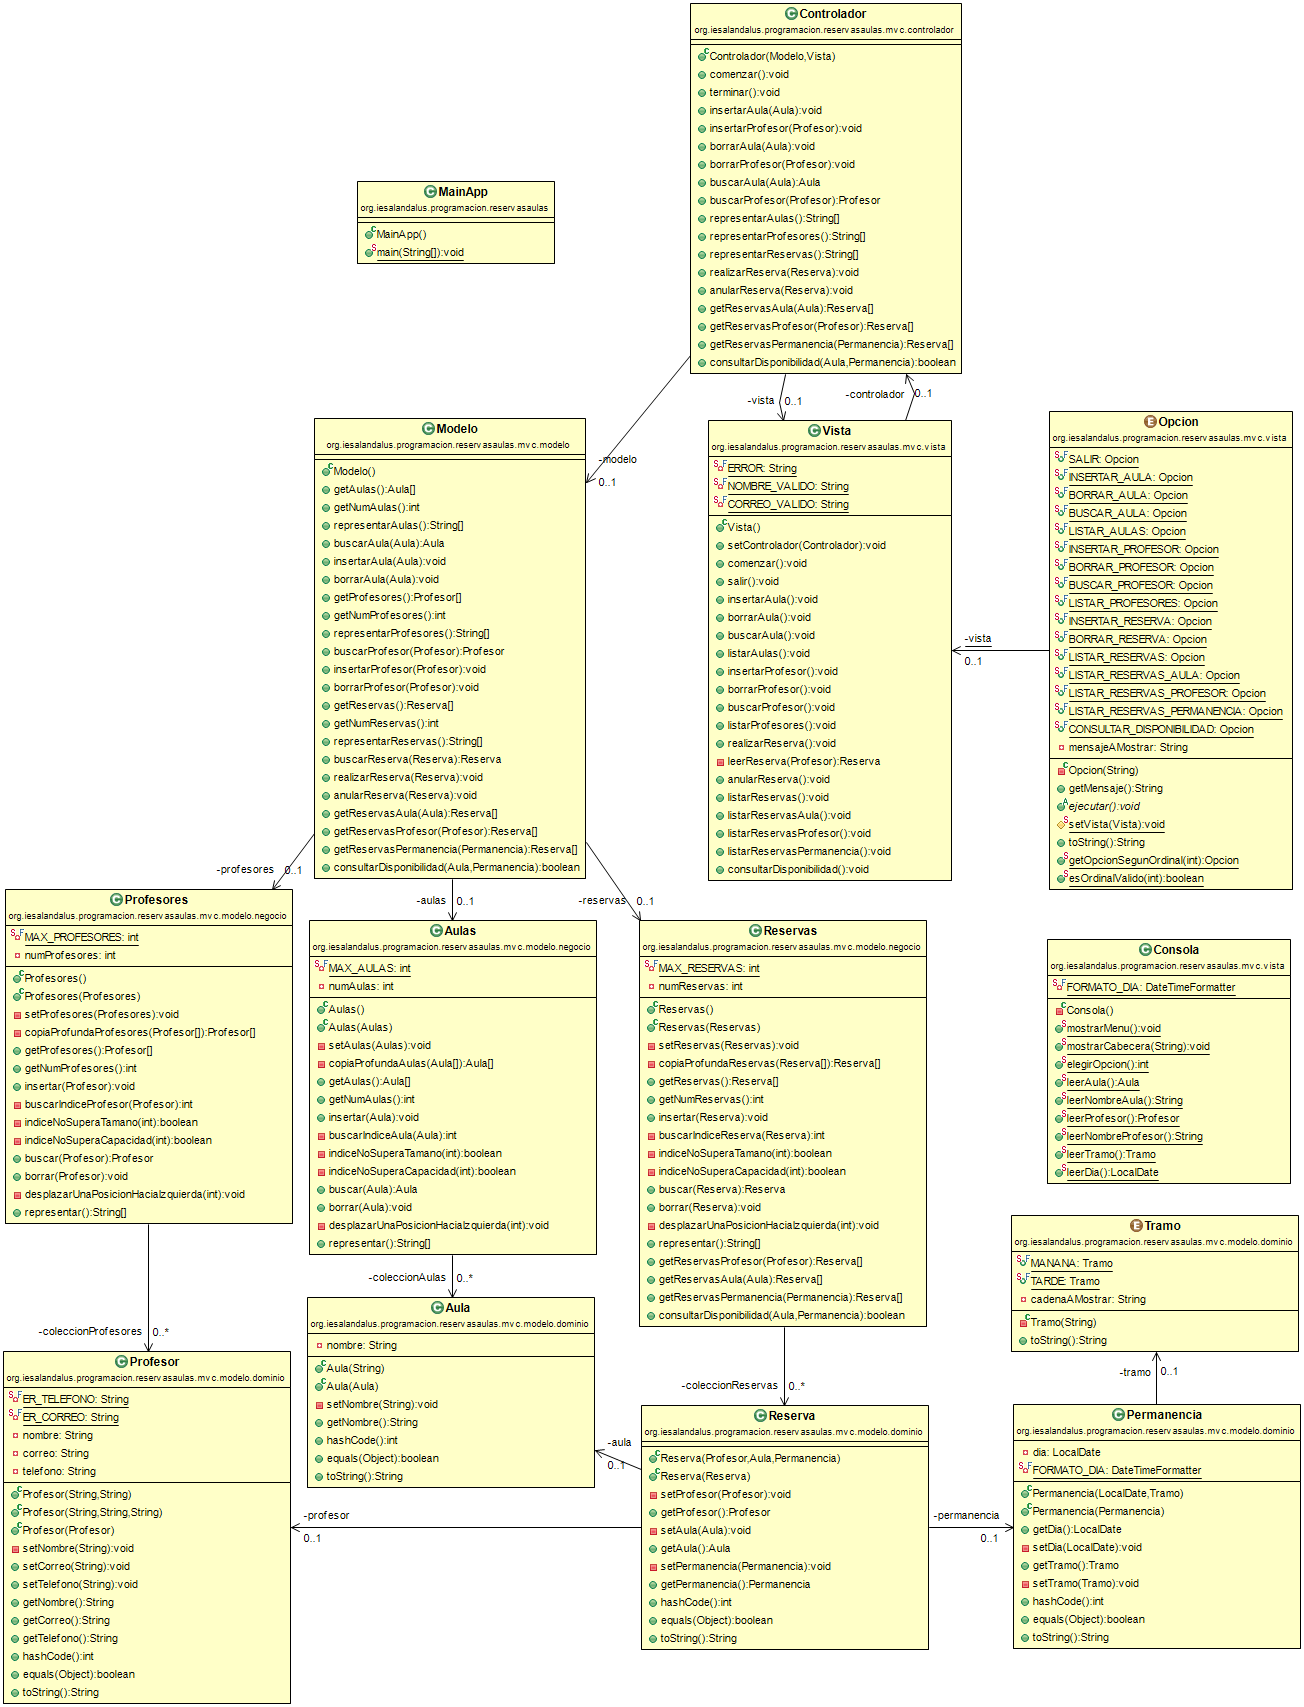 Controlador
org.iesalandalus.programacion.reservasaulas.mvc.controlador
Controlador(Modelo,Vista)
comenzar():void
terminar():void
insertarAula(Aula):void
insertarProfesor(Profesor):void
borrarAula(Aula):void
borrarProfesor(Profesor):void
buscarAula(Aula):Aula
buscarProfesor(Profesor):Profesor
representarAulas():String[]
representarProfesores():String[]
representarReservas():String[]
realizarReserva(Reserva):void
anularReserva(Reserva):void
getReservasAula(Aula):Reserva[]
getReservasProfesor(Profesor):Reserva[]
getReservasPermanencia(Permanencia):Reserva[]
consultarDisponibilidad(Aula,Permanencia):boolean
MainApp
org.iesalandalus.programacion.reservasaulas
MainApp()
main(String[]):void
-vista 0..1
-controlador 0..1
-modelo
0..1
Modelo
org.iesalandalus.programacion.reservasaulas.mvc.modelo
Modelo()
getAulas():Aula[]
getNumAulas():int
representarAulas():String[]
buscarAula(Aula):Aula
insertarAula(Aula):void
borrarAula(Aula):void
getProfesores():Profesor[]
getNumProfesores():int
representarProfesores():String[]
buscarProfesor(Profesor):Profesor
insertarProfesor(Profesor):void
borrarProfesor(Profesor):void
getReservas():Reserva[]
getNumReservas():int
representarReservas():String[]
buscarReserva(Reserva):Reserva
realizarReserva(Reserva):void
anularReserva(Reserva):void
getReservasAula(Aula):Reserva[]
getReservasProfesor(Profesor):Reserva[]
getReservasPermanencia(Permanencia):Reserva[]
consultarDisponibilidad(Aula,Permanencia):boolean
Vista
org.iesalandalus.programacion.reservasaulas.mvc.vista
ERROR: String
NOMBRE_VALIDO: String
CORREO_VALIDO: String
Vista()
setControlador(Controlador):void
comenzar():void
salir():void
insertarAula():void
borrarAula():void
buscarAula():void
listarAulas():void
insertarProfesor():void
borrarProfesor():void
buscarProfesor():void
listarProfesores():void
realizarReserva():void
leerReserva(Profesor):Reserva
anularReserva():void
listarReservas():void
listarReservasAula():void
listarReservasProfesor():void
listarReservasPermanencia():void
consultarDisponibilidad():void
-vista
0..1
Opcion
org.iesalandalus.programacion.reservasaulas.mvc.vista
SALIR: Opcion
INSERTAR_AULA: Opcion
BORRAR_AULA: Opcion
BUSCAR_AULA: Opcion
LISTAR_AULAS: Opcion
INSERTAR_PROFESOR: Opcion
BORRAR_PROFESOR: Opcion
BUSCAR_PROFESOR: Opcion
LISTAR_PROFESORES: Opcion
INSERTAR_RESERVA: Opcion
BORRAR_RESERVA: Opcion
LISTAR_RESERVAS: Opcion
LISTAR_RESERVAS_AULA: Opcion
LISTAR_RESERVAS_PROFESOR: Opcion
LISTAR_RESERVAS_PERMANENCIA: Opcion
CONSULTAR_DISPONIBILIDAD: Opcion
mensajeAMostrar: String
Opcion(String)
getMensaje():String
ejecutar():void
setVista(Vista):void
toString():String
getOpcionSegunOrdinal(int):Opcion
esOrdinalValido(int):boolean
-profesores 0..1
-aulas 0..1
-reservas 0..1
Profesores
org.iesalandalus.programacion.reservasaulas.mvc.modelo.negocio
MAX_PROFESORES: int
numProfesores: int
Profesores()
Profesores(Profesores)
setProfesores(Profesores):void
copiaProfundaProfesores(Profesor[]):Profesor[]
getProfesores():Profesor[]
getNumProfesores():int
insertar(Profesor):void
buscarIndiceProfesor(Profesor):int
indiceNoSuperaTamano(int):boolean
indiceNoSuperaCapacidad(int):boolean
buscar(Profesor):Profesor
borrar(Profesor):void
desplazarUnaPosicionHaciaIzquierda(int):void
representar():String[]
Aulas
org.iesalandalus.programacion.reservasaulas.mvc.modelo.negocio
MAX_AULAS: int
numAulas: int
Aulas()
Aulas(Aulas)
setAulas(Aulas):void
copiaProfundaAulas(Aula[]):Aula[]
getAulas():Aula[]
getNumAulas():int
insertar(Aula):void
buscarIndiceAula(Aula):int
indiceNoSuperaTamano(int):boolean
indiceNoSuperaCapacidad(int):boolean
buscar(Aula):Aula
borrar(Aula):void
desplazarUnaPosicionHaciaIzquierda(int):void
representar():String[]
Reservas
org.iesalandalus.programacion.reservasaulas.mvc.modelo.negocio
MAX_RESERVAS: int
numReservas: int
Reservas()
Reservas(Reservas)
setReservas(Reservas):void
copiaProfundaReservas(Reserva[]):Reserva[]
getReservas():Reserva[]
getNumReservas():int
insertar(Reserva):void
buscarIndiceReserva(Reserva):int
indiceNoSuperaTamano(int):boolean
indiceNoSuperaCapacidad(int):boolean
buscar(Reserva):Reserva
borrar(Reserva):void
desplazarUnaPosicionHaciaIzquierda(int):void
representar():String[]
getReservasProfesor(Profesor):Reserva[]
getReservasAula(Aula):Reserva[]
getReservasPermanencia(Permanencia):Reserva[]
consultarDisponibilidad(Aula,Permanencia):boolean
Consola
org.iesalandalus.programacion.reservasaulas.mvc.vista
FORMATO_DIA: DateTimeFormatter
Consola()
mostrarMenu():void
mostrarCabecera(String):void
elegirOpcion():int
leerAula():Aula
leerNombreAula():String
leerProfesor():Profesor
leerNombreProfesor():String
leerTramo():Tramo
leerDia():LocalDate
Tramo
org.iesalandalus.programacion.reservasaulas.mvc.modelo.dominio
MANANA: Tramo
TARDE: Tramo
cadenaAMostrar: String
Tramo(String)
toString():String
-coleccionProfesores 0..*
-coleccionAulas 0..*
-coleccionReservas 0..*
-tramo 0..1
Profesor
org.iesalandalus.programacion.reservasaulas.mvc.modelo.dominio
ER_TELEFONO: String
ER_CORREO: String
nombre: String
correo: String
telefono: String
Profesor(String,String)
Profesor(String,String,String)
Profesor(Profesor)
setNombre(String):void
setCorreo(String):void
setTelefono(String):void
getNombre():String
getCorreo():String
getTelefono():String
hashCode():int
equals(Object):boolean
toString():String
Aula
org.iesalandalus.programacion.reservasaulas.mvc.modelo.dominio
nombre: String
Aula(String)
Aula(Aula)
setNombre(String):void
getNombre():String
hashCode():int
equals(Object):boolean
toString():String
-aula
0..1
-profesor
0..1
Reserva
org.iesalandalus.programacion.reservasaulas.mvc.modelo.dominio
Reserva(Profesor,Aula,Permanencia)
Reserva(Reserva)
setProfesor(Profesor):void
getProfesor():Profesor
setAula(Aula):void
getAula():Aula
setPermanencia(Permanencia):void
getPermanencia():Permanencia
hashCode():int
equals(Object):boolean
toString():String
-permanencia
0..1
Permanencia
org.iesalandalus.programacion.reservasaulas.mvc.modelo.dominio
dia: LocalDate
FORMATO_DIA: DateTimeFormatter
Permanencia(LocalDate,Tramo)
Permanencia(Permanencia)
getDia():LocalDate
setDia(LocalDate):void
getTramo():Tramo
setTramo(Tramo):void
hashCode():int
equals(Object):boolean
toString():String